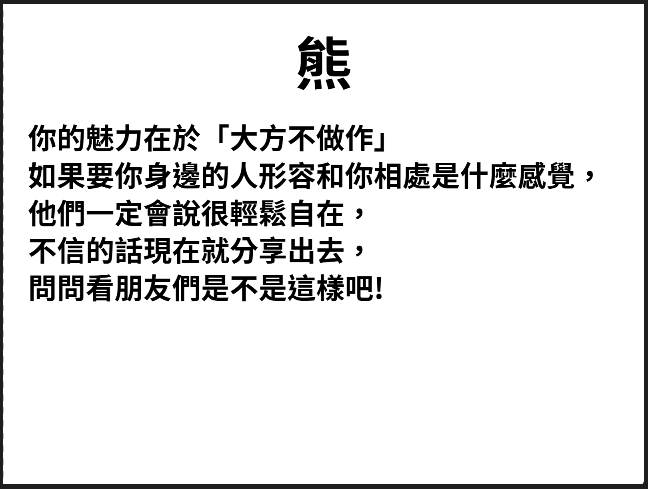 熊
你的魅力在於「大方不做作」
如果要你身邊的人形容和你相處是什麼感覺，
他們一定會說很輕鬆自在，
不信的話現在就分享出去，
問問看朋友們是不是這樣吧!